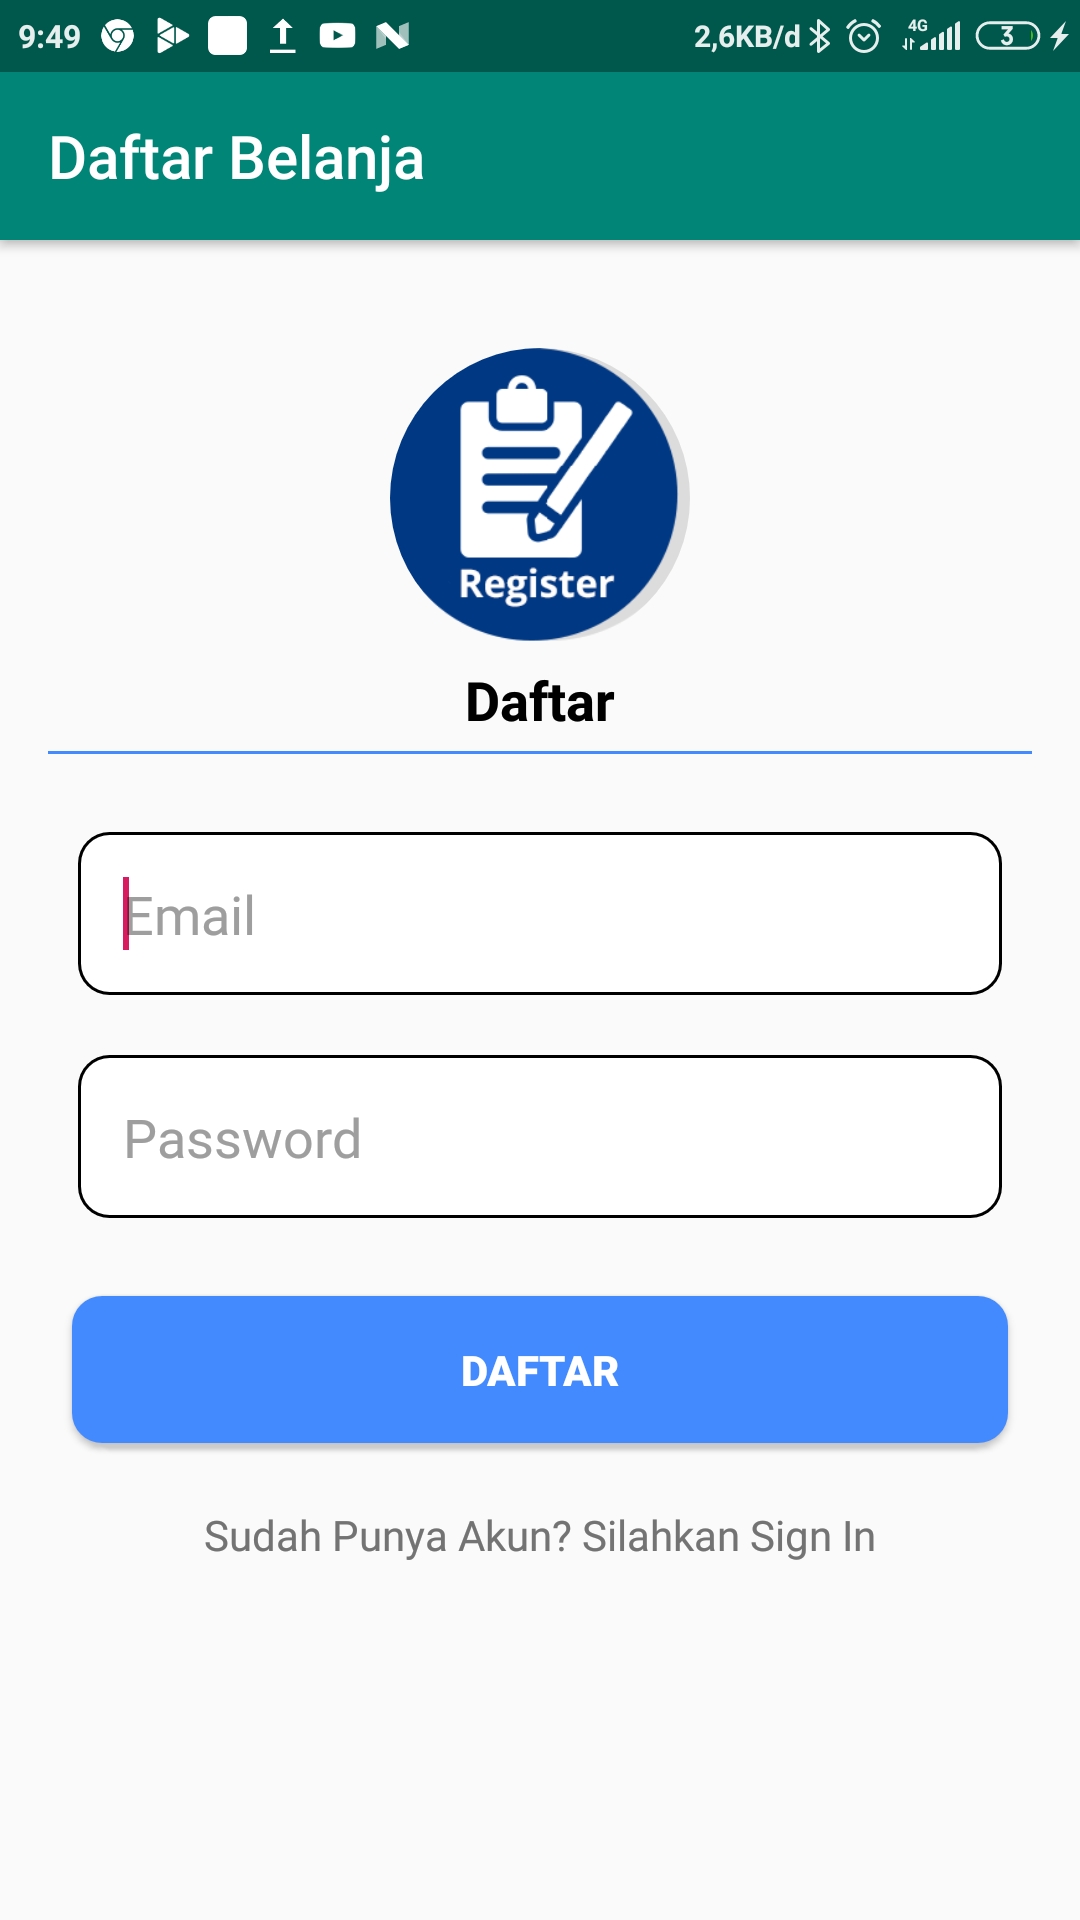 9:49 2,6KB/d 4G 3
Daftar Belanja
Register
Daftar
Email
Password
DAFTAR
Sudah Punya Akun? Silahkan Sign In